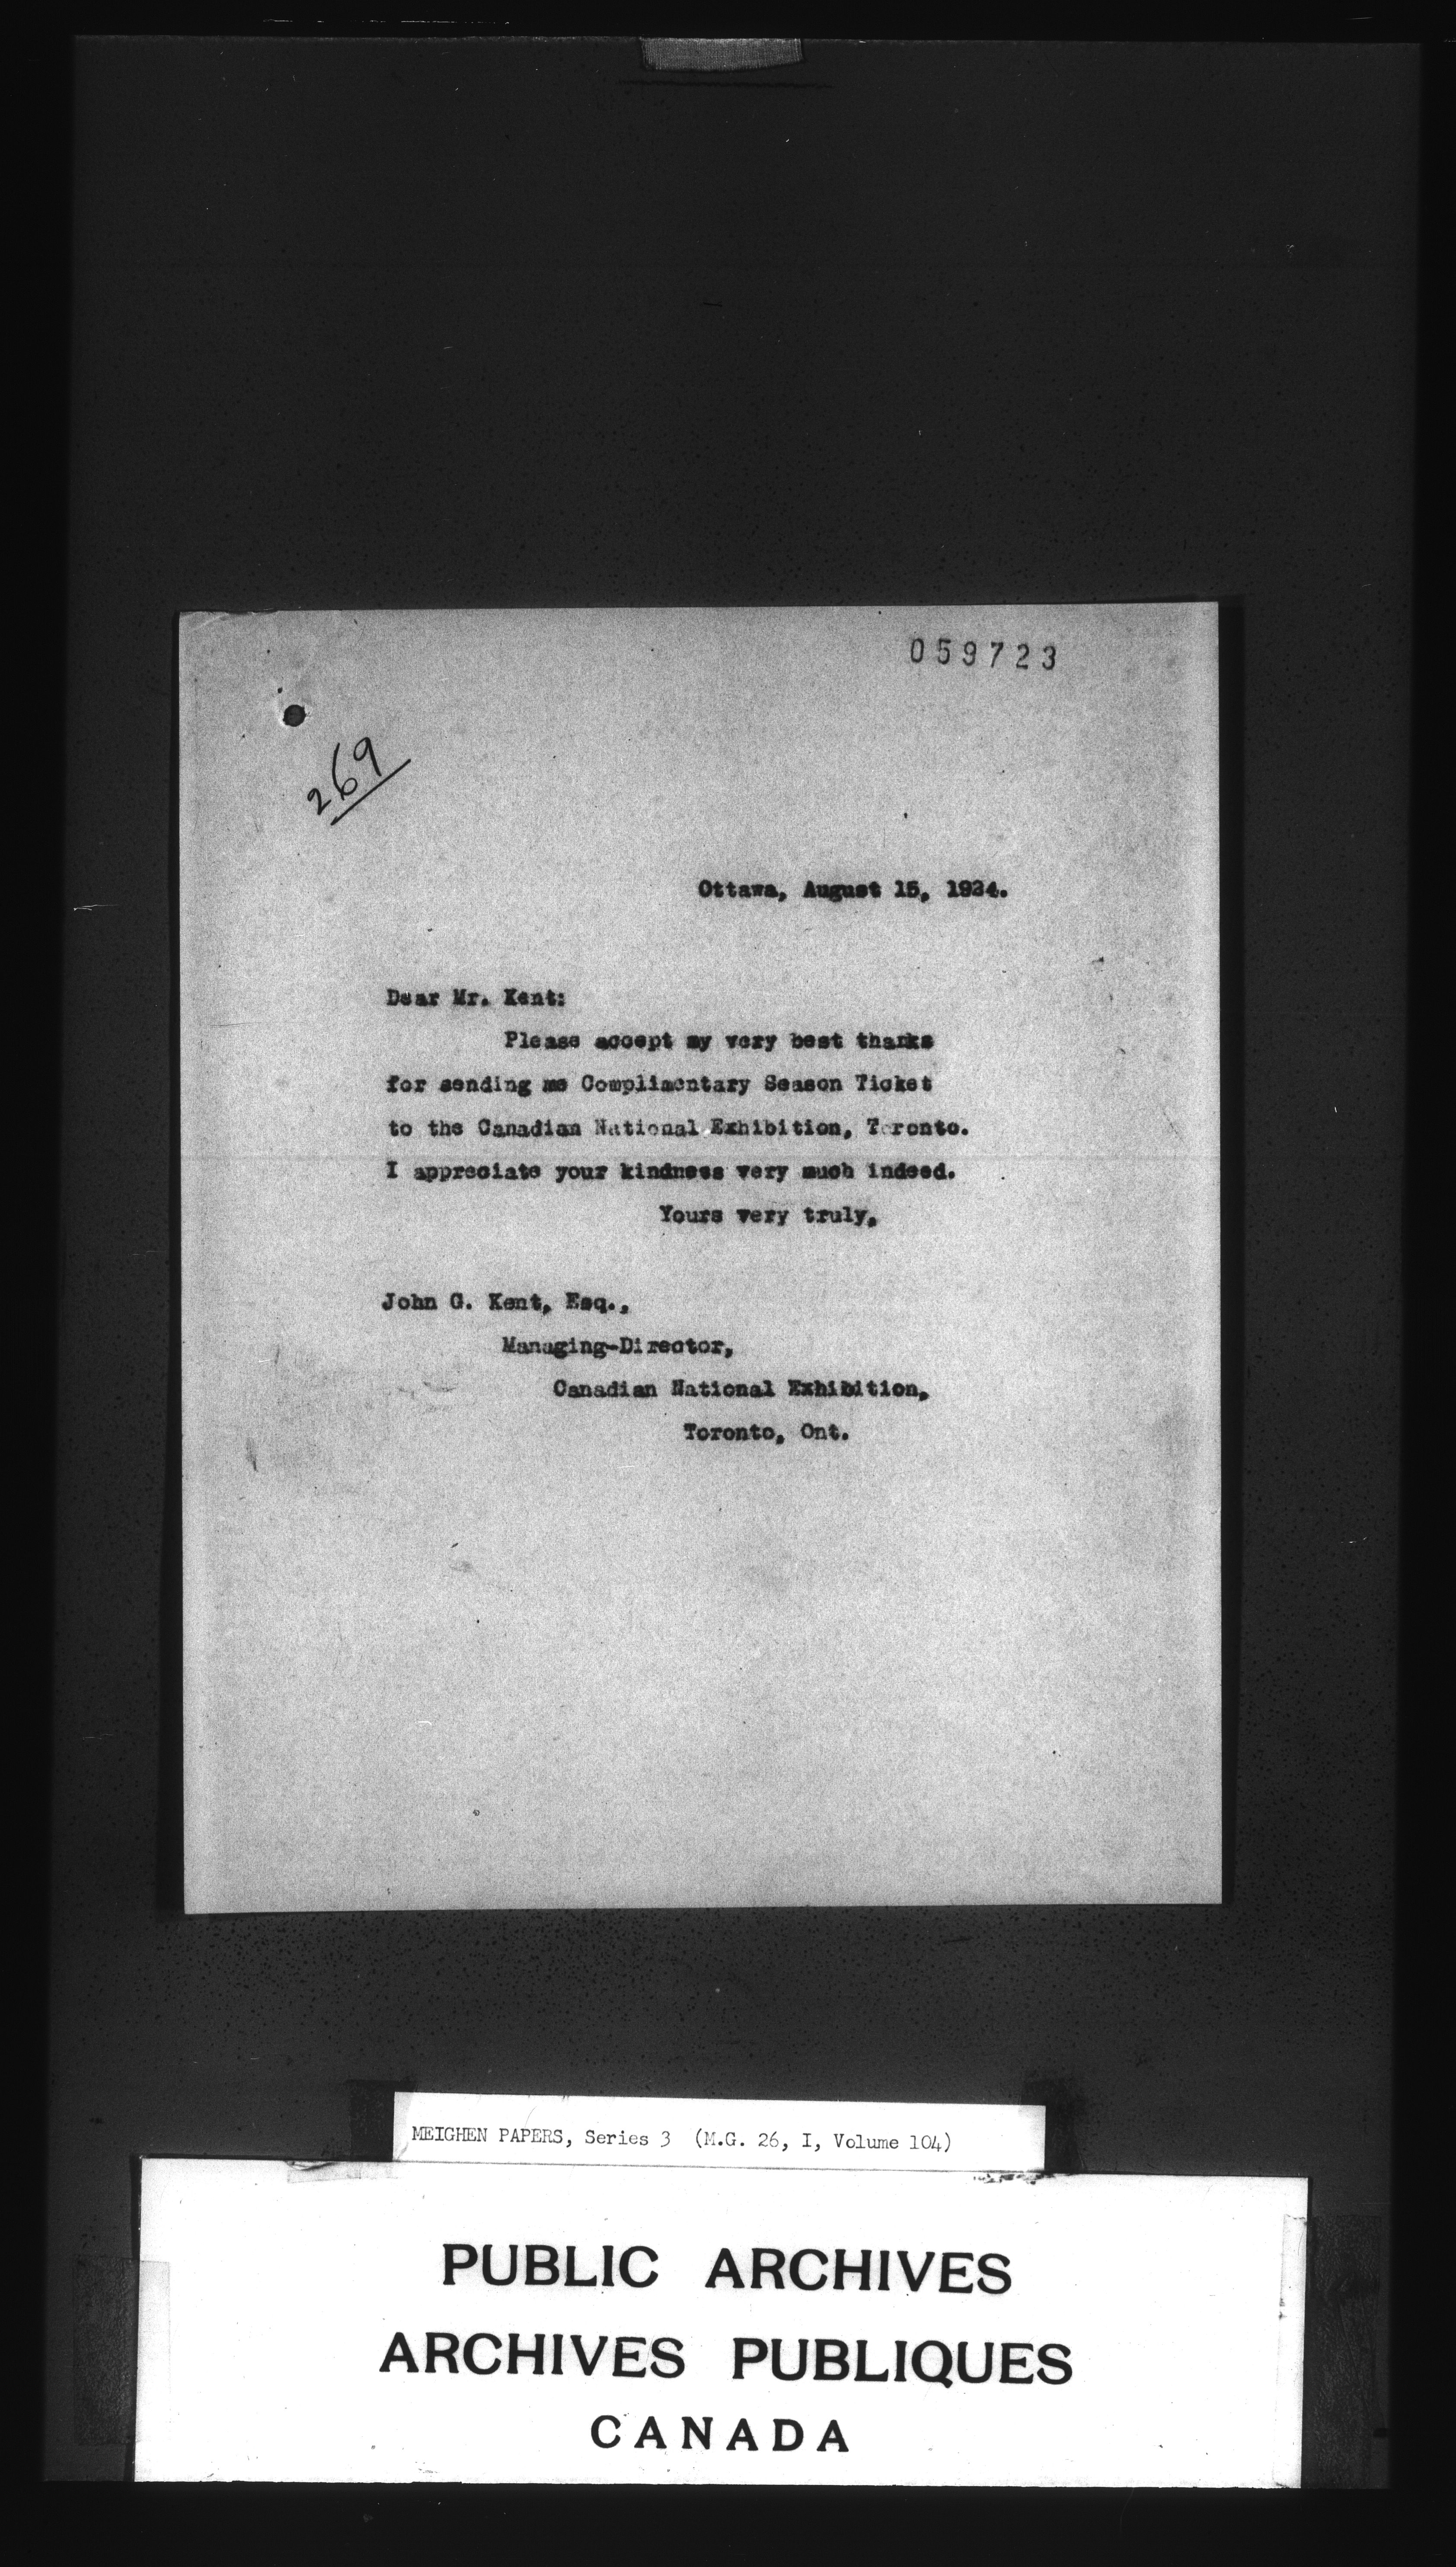 059723
269
Ottawa, August 15, 1924.
Dear Mr. Kent:
Please accept my very best thanks
for sending me Complimentary Season Ticket
to the Canadian National Exhibition, Toronto.
I appreciate your kindness very much indeed.
Yours very truly,
John G. Kent, Esq.,
Managing-Director,
Canadian National Exhibition,
Toronto, Ont.
MEIGHEN PAPERS, Series 3 (M.G. 26, I, Volume 104)
PUBLIC ARCHIVES
ARCHIVES PUBLIQUES
CANADA